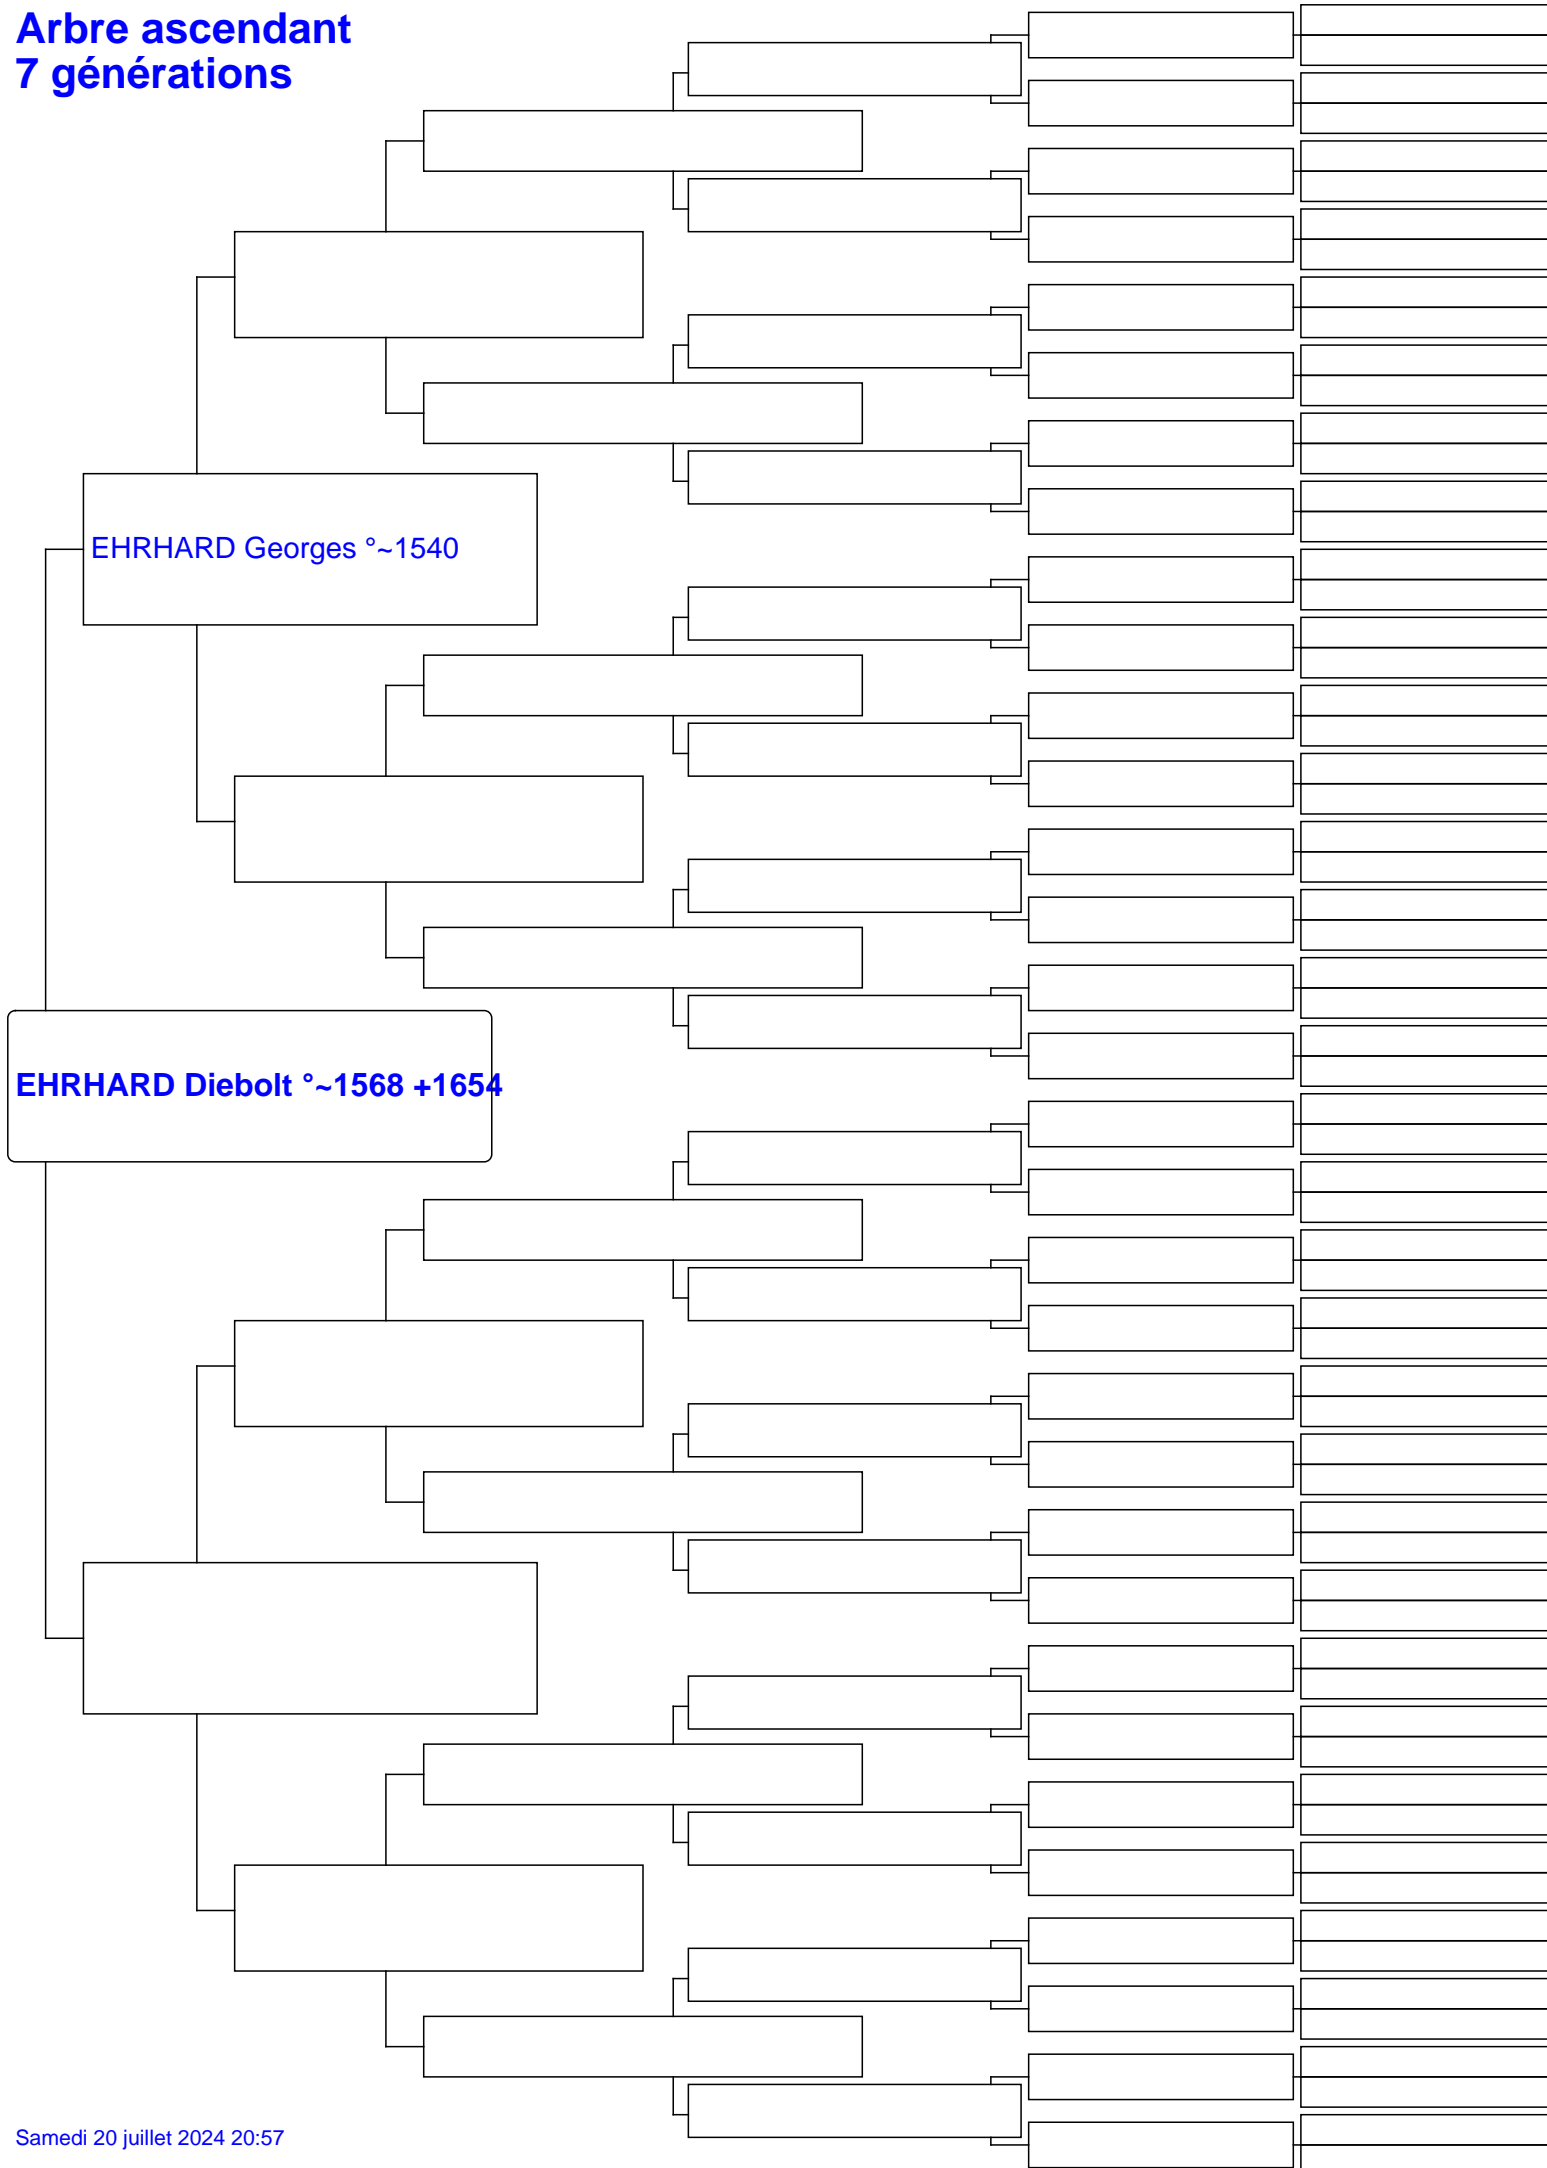 Arbre ascendant
7 générations
EHRHARD Georges °~1540
EHRHARD Diebolt °~1568 +1654
Samedi 20 juillet 2024 20:57